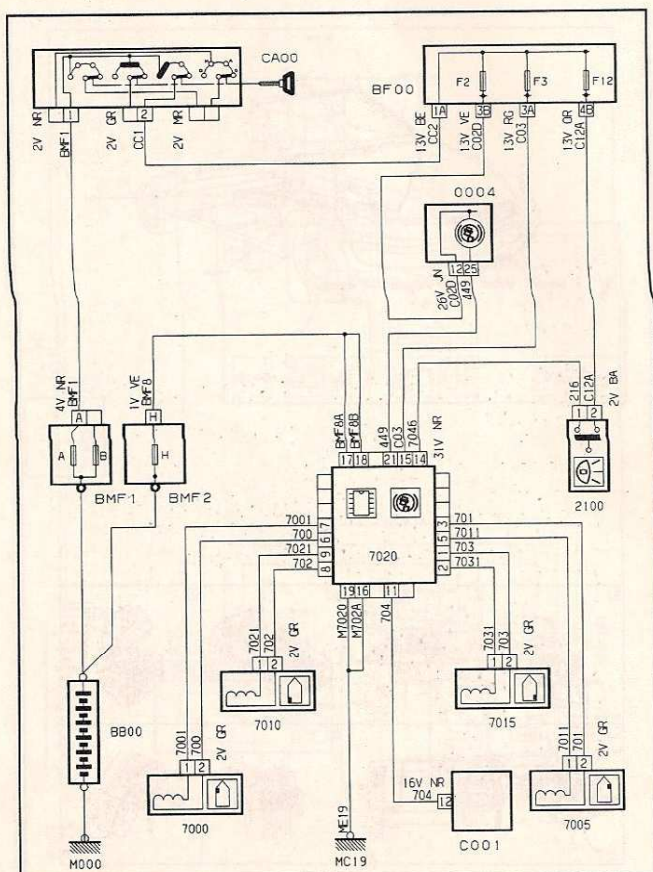 CA00
BF00
F2 F3 F12
1 2
1A 3B 3A 4B
2V NR
BMF1
2V GR
CC1
2V MR
13V BE
CC2
13V VE
C02D
13V RG
C03
13V OR
C12A
0004
12 25
26V JN
C02D
449
4V NR
BMF1
1V VE
BMF8
A
H
A B
H
BMF1
BMF2
BMF8A
BMF8B
449
C03
7046
31V NR
216
C12A
2V BA
1 2
2100
17 18 21 15 14
7001 7
700 6
7021 9
702 8
3 701
5 7011
1 703
2 7031
7020
19 16 11
M7020
M702A
704
7021
702
2V GR
1 2
7010
7031
703
2V GR
1 2
7015
BB00
7001
700
2V GR
1 2
7000
7011
701
2V GR
1 2
7005
16V NR
704
12
C001
M000
ME19
MC19